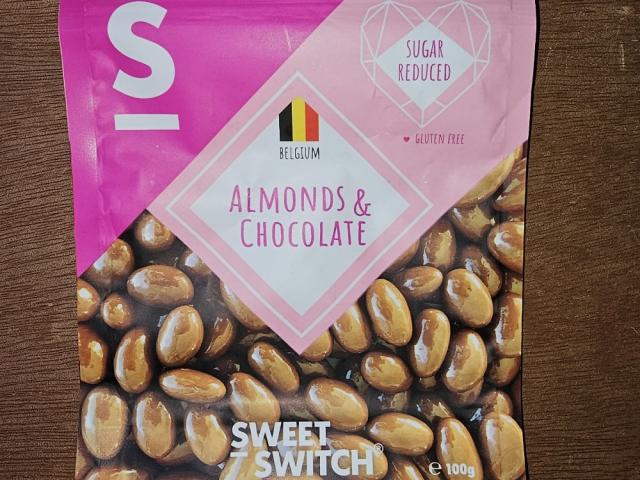 S
SUGAR
REDUCED
GLUTEN FREE
BELGIUM
ALMONDS &
CHOCOLATE
SWEET
SWITCH®
℮ 100g